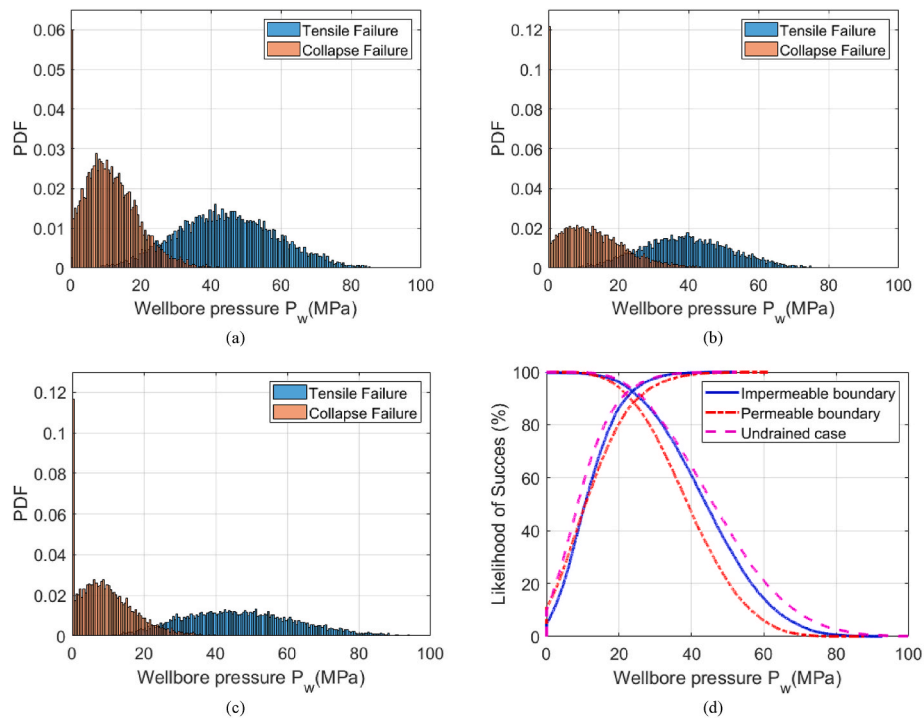 0.06
0.05
0.04
0.03
0.02
0.01
0
PDF
Tensile Failure
Collapse Failure
0 20 40 60 80 100
Wellbore pressure P_w(MPa)
(a)
0.12
0.1
0.08
0.06
0.04
0.02
0
PDF
Tensile Failure
Collapse Failure
0 20 40 60 80 100
Wellbore pressure P_w(MPa)
(b)
0.12
0.1
0.08
0.06
0.04
0.02
0
PDF
Tensile Failure
Collapse Failure
0 20 40 60 80 100
Wellbore pressure P_w(MPa)
(c)
100
80
60
40
20
0
Likelihood of Succes (%)
Impermeable boundary
Permeable boundary
Undrained case
0 20 40 60 80 100
Wellbore pressure P_w(MPa)
(d)